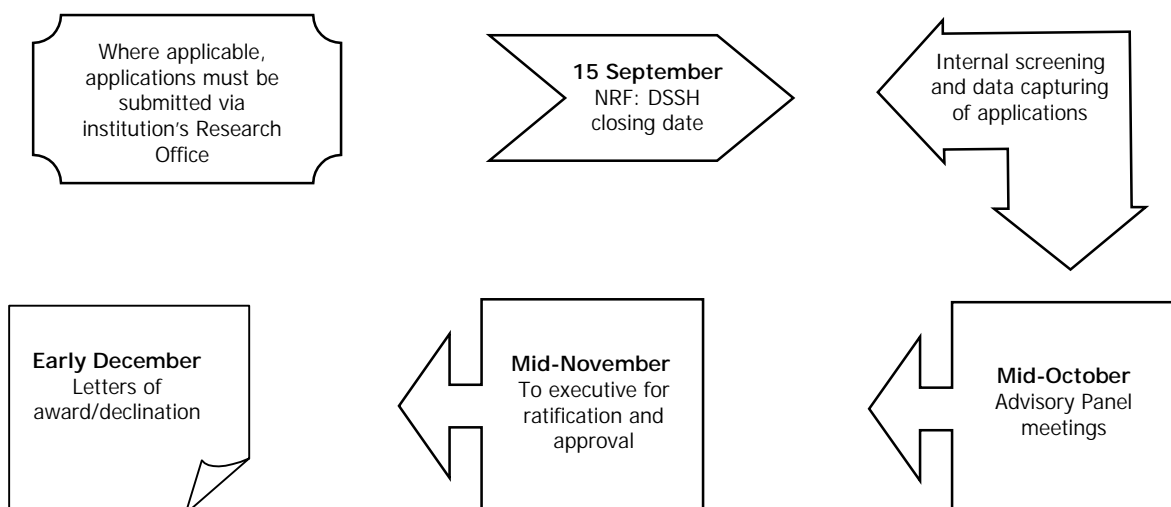 Where applicable,
applications must be
submitted via
institution's Research
Office
15 September
NRF: DSSH
closing date
Internal screening
and data capturing
of applications
Early December
Letters of
award/declination
Mid-November
To executive for
ratification and
approval
Mid-October
Advisory Panel
meetings